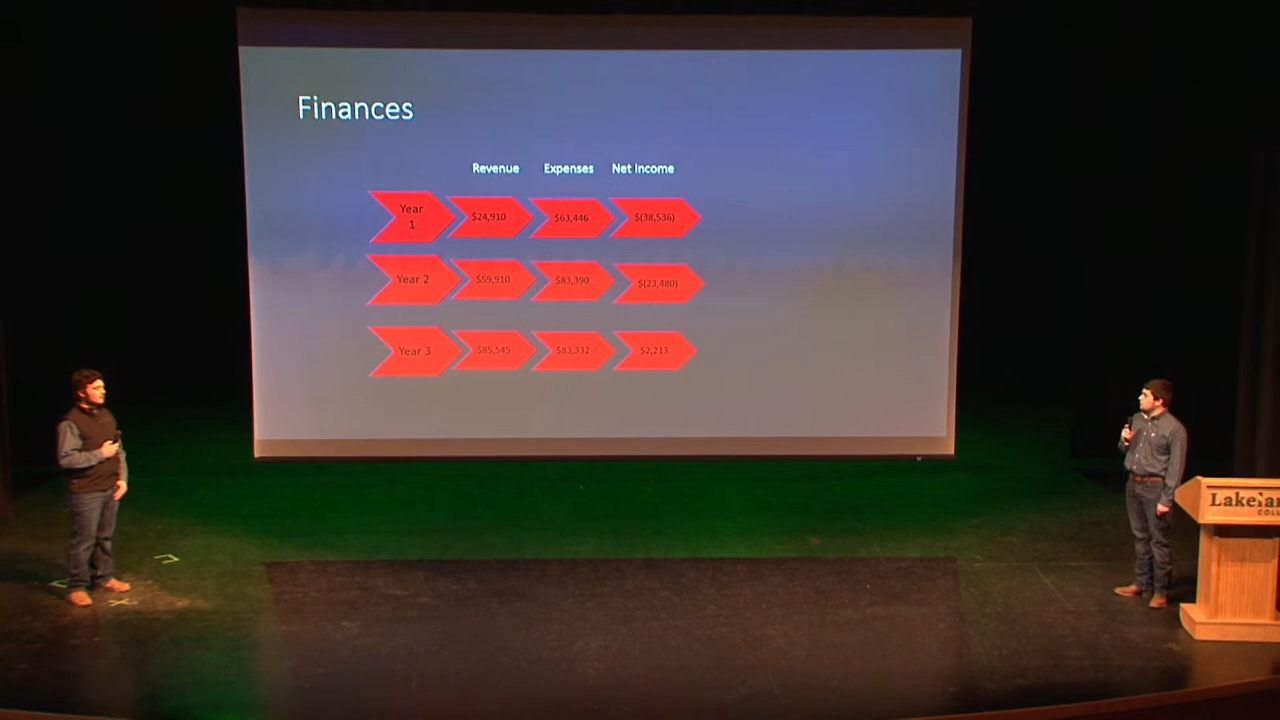 Finances
Revenue Expenses Net Income
Year
1
$24,910 $63,446 $(38,536)
Year 2 $59,910 $83,390 $(23,480)
Year 3 $85,545 $83,332 $2,213